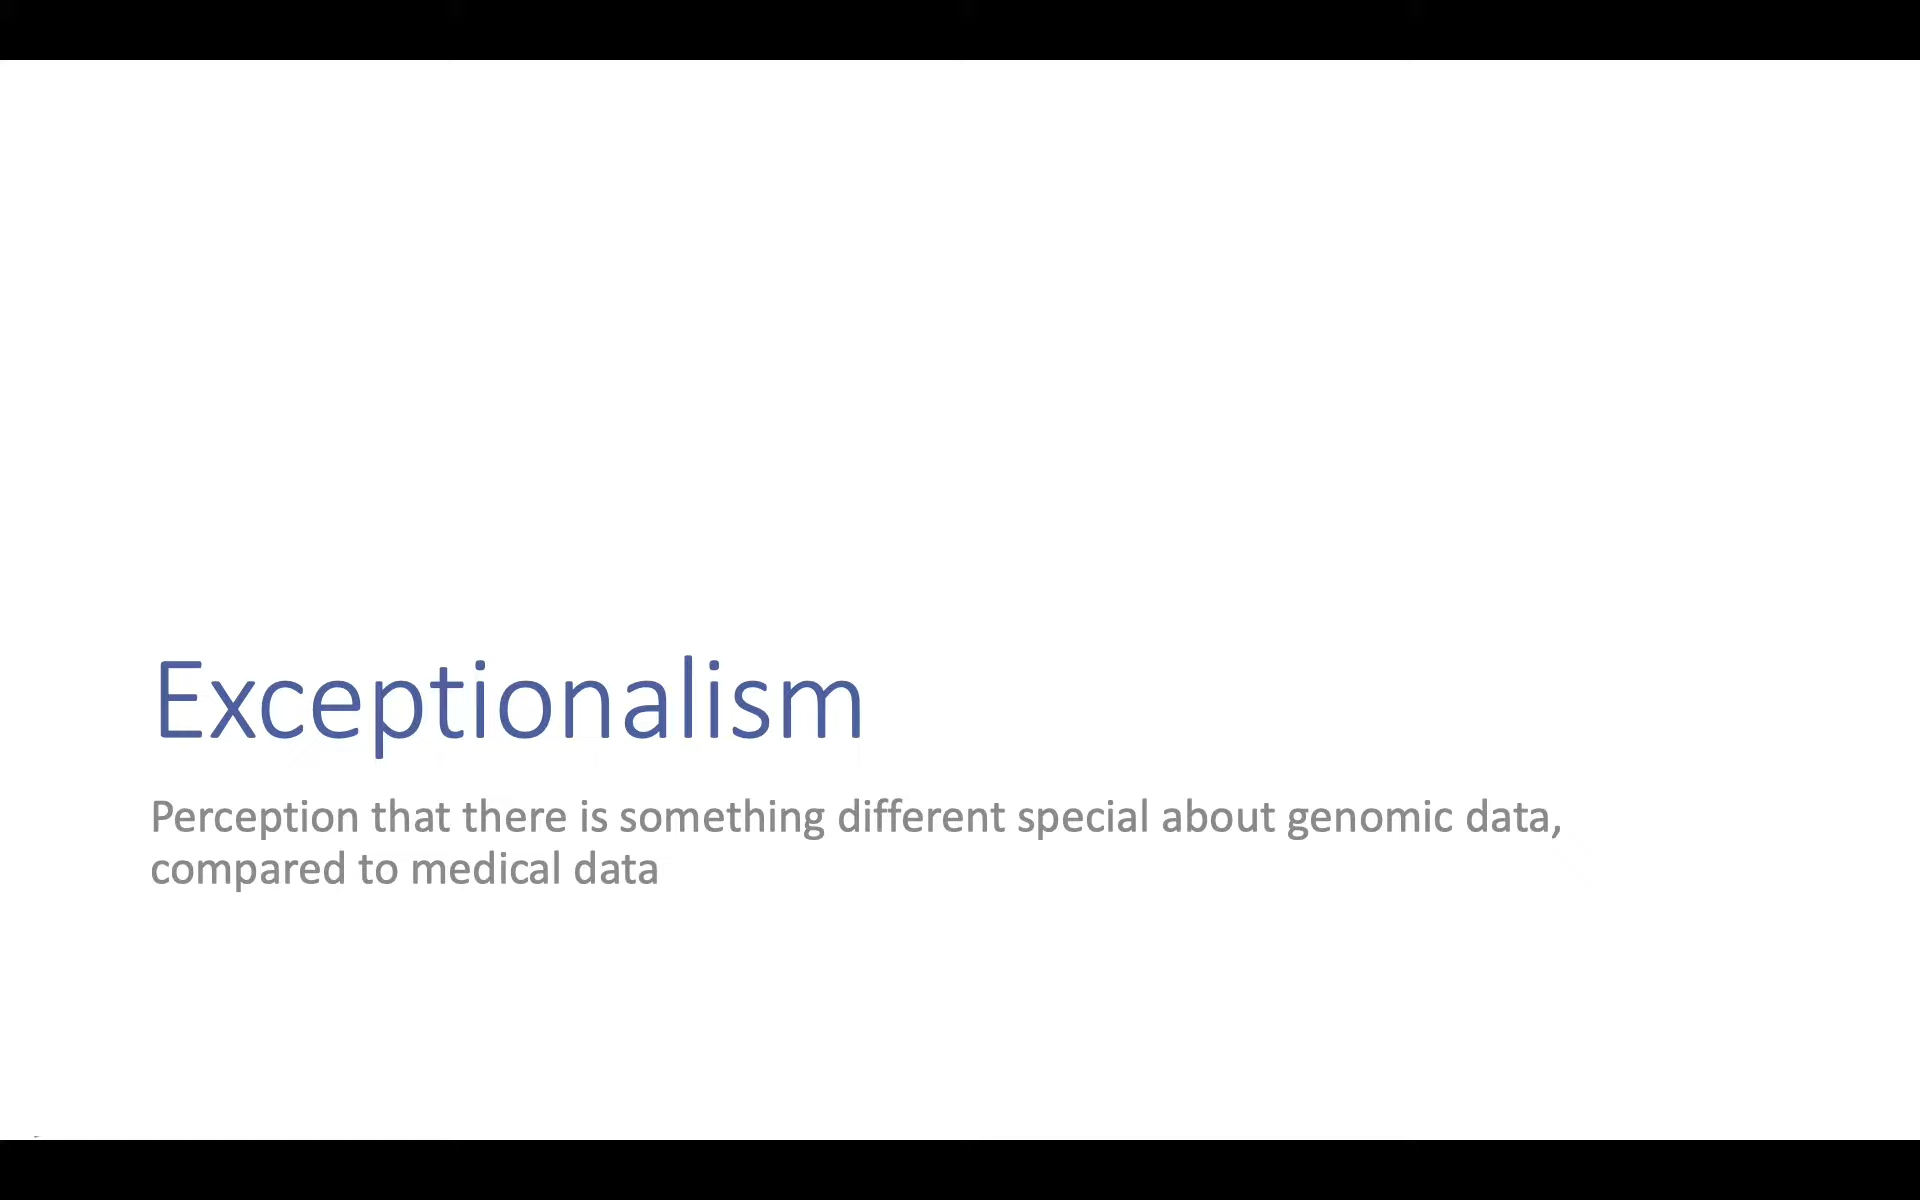 Exceptionalism
Perception that there is something different special about genomic data,
compared to medical data